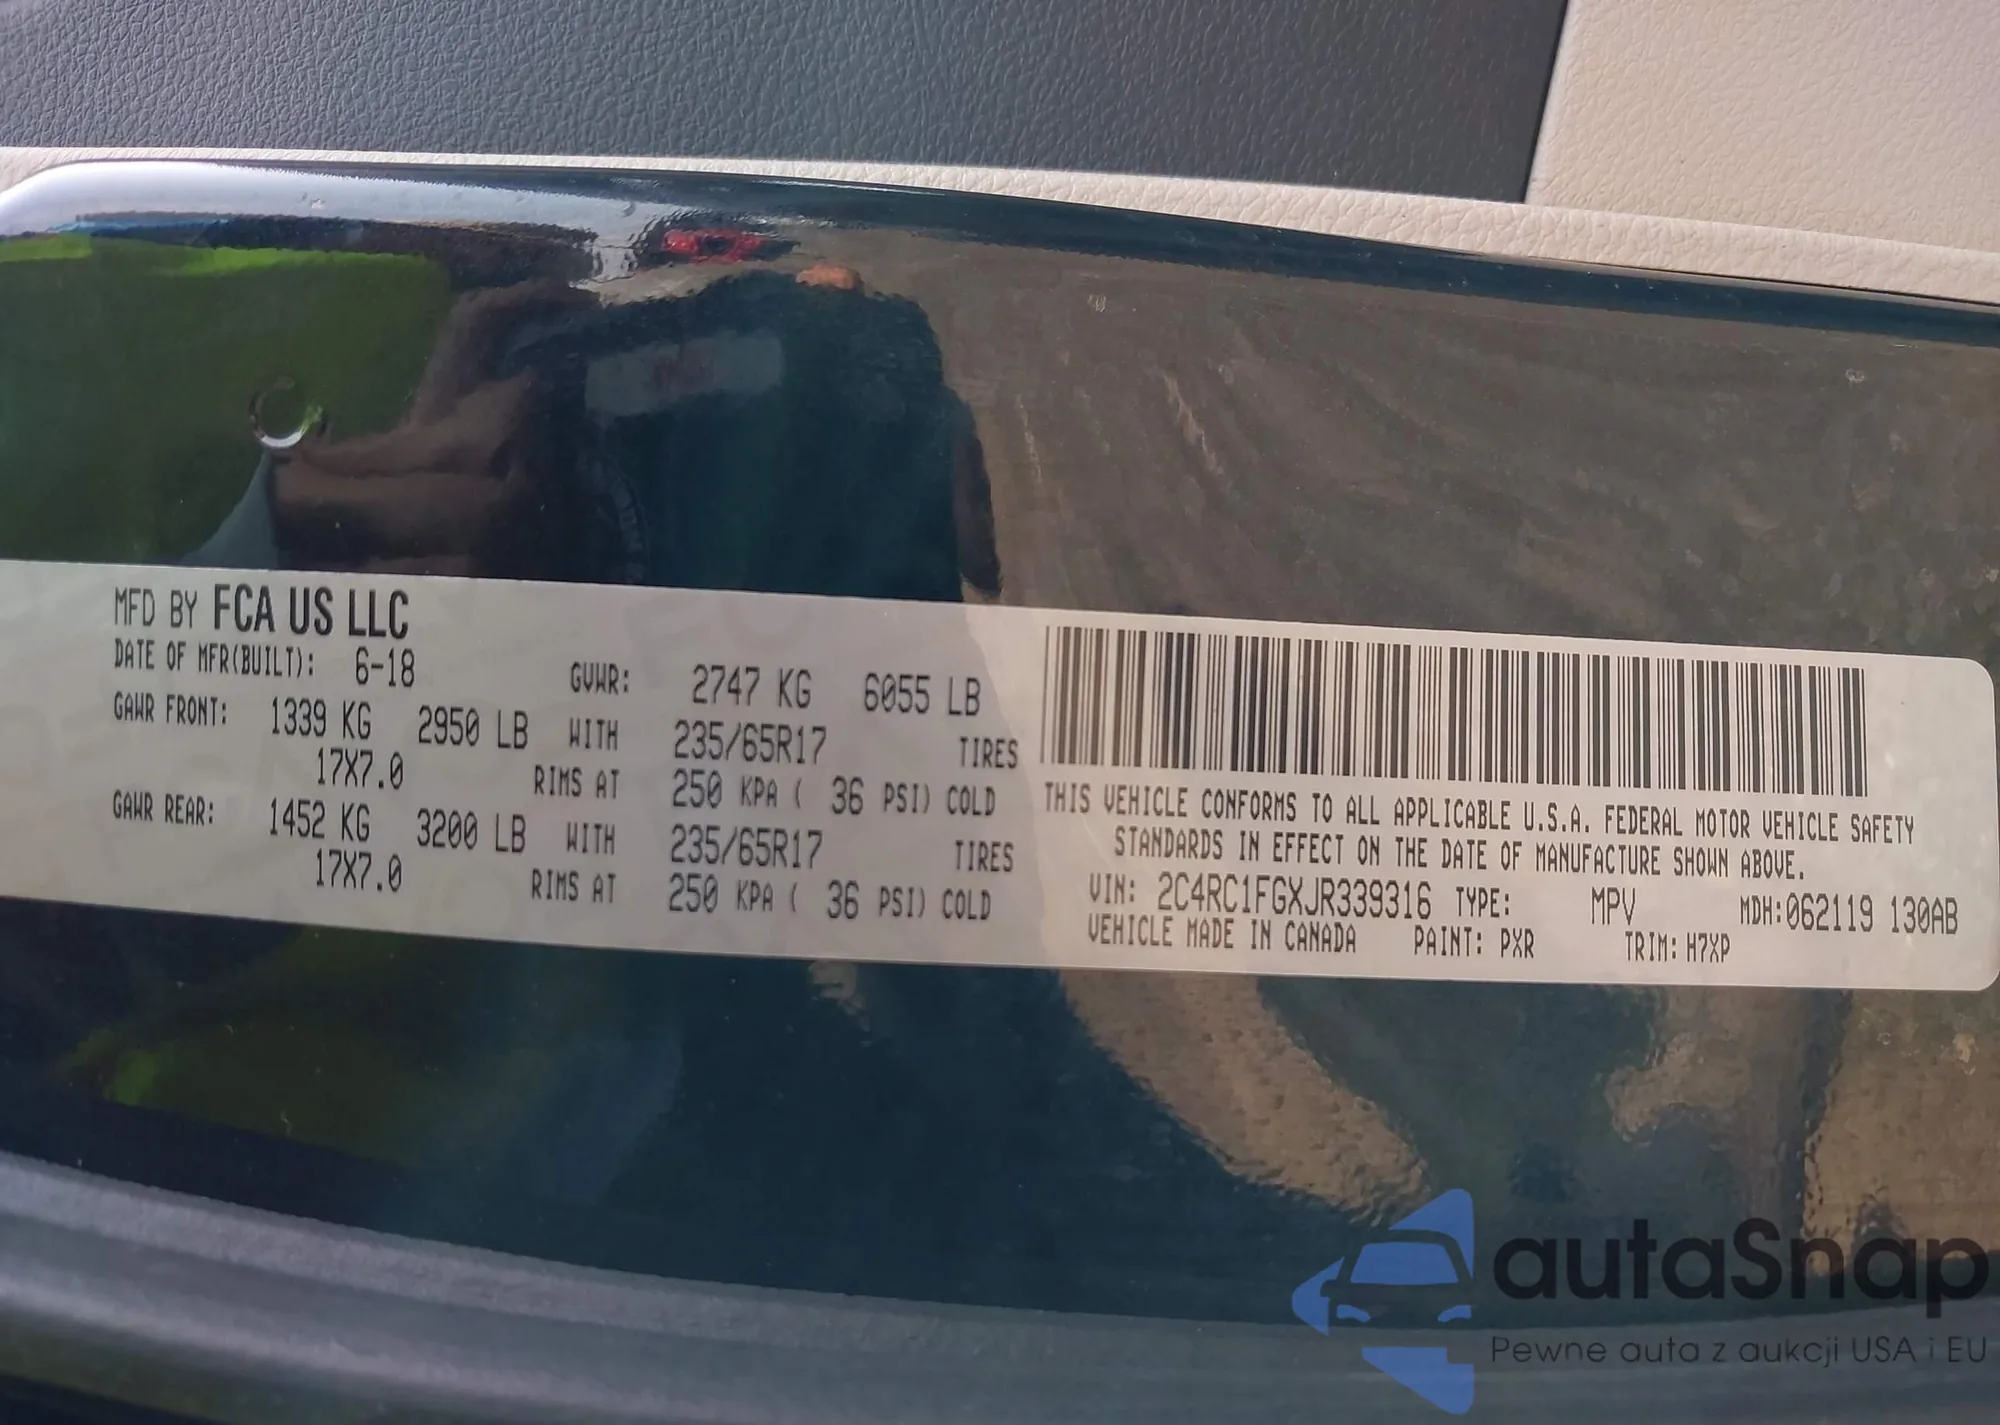 MFD BY FCA US LLC
DATE OF MFR(BUILT): 6-18 GVWR: 2747 KG 6055 LB
GAWR FRONT: 1339 KG 2950 LB WITH 235/65R17 TIRES
17X7.0 RIMS AT 250 KPA ( 36 PSI) COLD
GAWR REAR: 1452 KG 3200 LB WITH 235/65R17 TIRES
17X7.0 RIMS AT 250 KPA ( 36 PSI) COLD
THIS VEHICLE CONFORMS TO ALL APPLICABLE U.S.A. FEDERAL MOTOR VEHICLE SAFETY
STANDARDS IN EFFECT ON THE DATE OF MANUFACTURE SHOWN ABOVE.
VIN: 2C4RC1FGXJR339316 TYPE: MPV MDH:062119 130AB
VEHICLE MADE IN CANADA PAINT: PXR TRIM: H7XP
autaSnap
Pewne auta z aukcji USA i EU